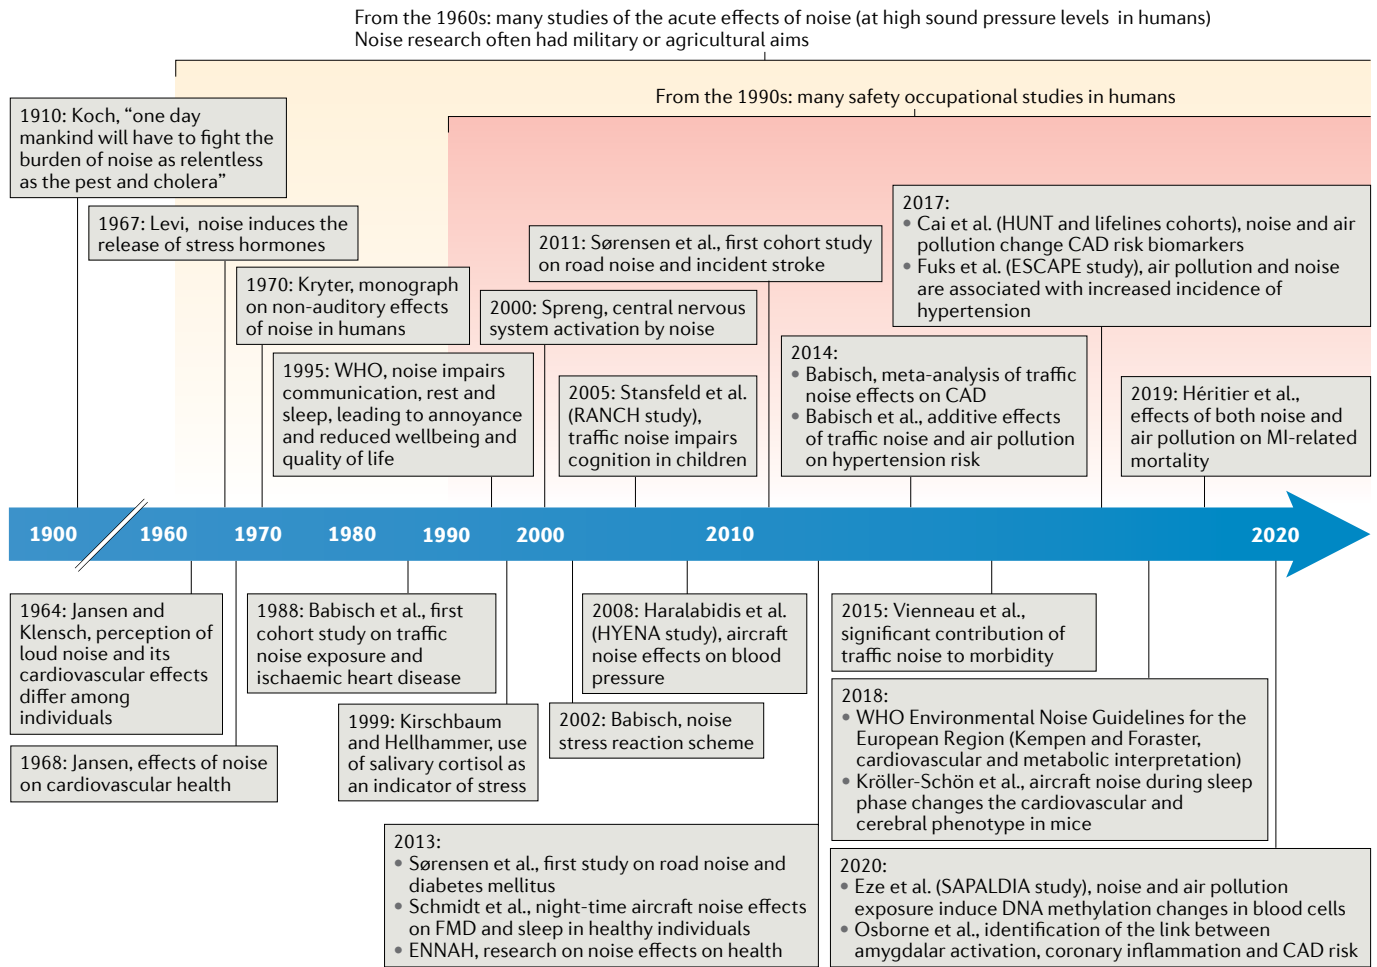 From the 1960s: many studies of the acute effects of noise (at high sound pressure levels in humans)
Noise research often had military or agricultural aims
From the 1990s: many safety occupational studies in humans
1910: Koch, “one day
mankind will have to fight the
burden of noise as relentless
as the pest and cholera”
1967: Levi, noise induces the
release of stress hormones
1970: Kryter, monograph
on non-auditory effects
of noise in humans
1995: WHO, noise impairs
communication, rest and
sleep, leading to annoyance
and reduced wellbeing and
quality of life
2000: Spreng, central nervous
system activation by noise
2005: Stansfeld et al.
(RANCH study),
traffic noise impairs
cognition in children
2011: Sørensen et al., first cohort study
on road noise and incident stroke
2014:
• Babisch, meta-analysis of traffic
noise effects on CAD
• Babisch et al., additive effects
of traffic noise and air pollution
on hypertension risk
2017:
• Cai et al. (HUNT and lifelines cohorts), noise and air
pollution change CAD risk biomarkers
• Fuks et al. (ESCAPE study), air pollution and noise
are associated with increased incidence of
hypertension
2019: Héritier et al.,
effects of both noise and
air pollution on MI-related
mortality
1900 1960 1970 1980 1990 2000 2010 2020
1964: Jansen and
Klensch, perception of
loud noise and its
cardiovascular effects
differ among
individuals
1968: Jansen, effects of noise
on cardiovascular health
1988: Babisch et al., first
cohort study on traffic
noise exposure and
ischaemic heart disease
1999: Kirschbaum
and Hellhammer, use
of salivary cortisol as
an indicator of stress
2002: Babisch, noise
stress reaction scheme
2008: Haralabidis et al.
(HYENA study), aircraft
noise effects on blood
pressure
2013:
• Sørensen et al., first study on road noise and
diabetes mellitus
• Schmidt et al., night-time aircraft noise effects
on FMD and sleep in healthy individuals
• ENNAH, research on noise effects on health
2015: Vienneau et al.,
significant contribution of
traffic noise to morbidity
2018:
• WHO Environmental Noise Guidelines for the
European Region (Kempen and Foraster,
cardiovascular and metabolic interpretation)
• Kröller-Schön et al., aircraft noise during sleep
phase changes the cardiovascular and
cerebral phenotype in mice
2020:
• Eze et al. (SAPALDIA study), noise and air pollution
exposure induce DNA methylation changes in blood cells
• Osborne et al., identification of the link between
amygdalar activation, coronary inflammation and CAD risk